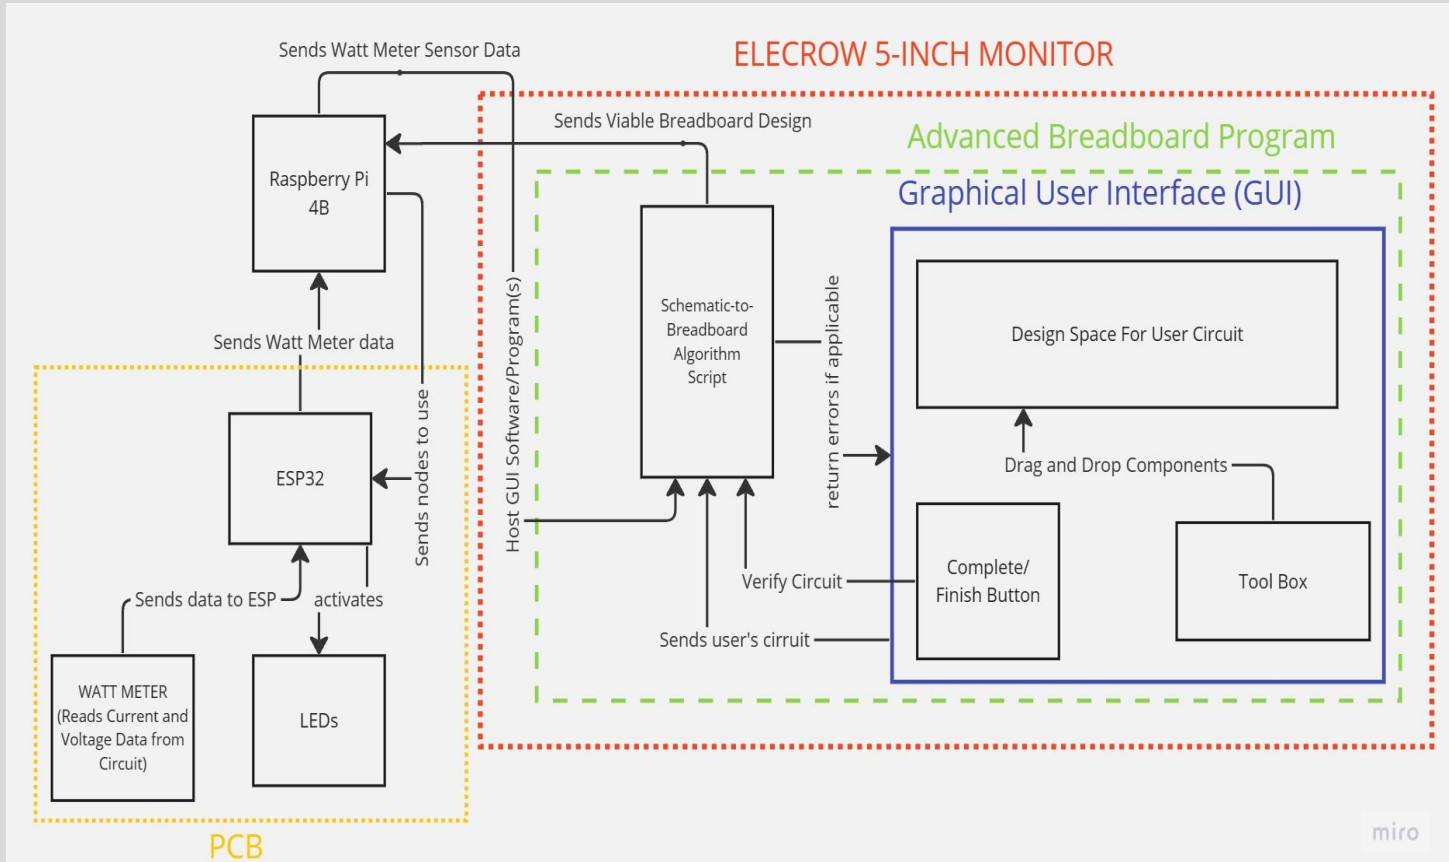 Sends Watt Meter Sensor Data
ELECROW 5-INCH MONITOR
Sends Viable Breadboard Design
Advanced Breadboard Program
Graphical User Interface (GUI)
Raspberry Pi
4B
Schematic-to-
Breadboard
Algorithm
Script
Design Space For User Circuit
Host GUI Software/Program(s)
return errors if applicable
Sends Watt Meter data
Sends nodes to use
ESP32
Drag and Drop Components
Complete/
Finish Button
Tool Box
Verify Circuit
Sends user's cirruit
Sends data to ESP
activates
WATT METER
(Reads Current and
Voltage Data from
Circuit)
LEDs
PCB
miro